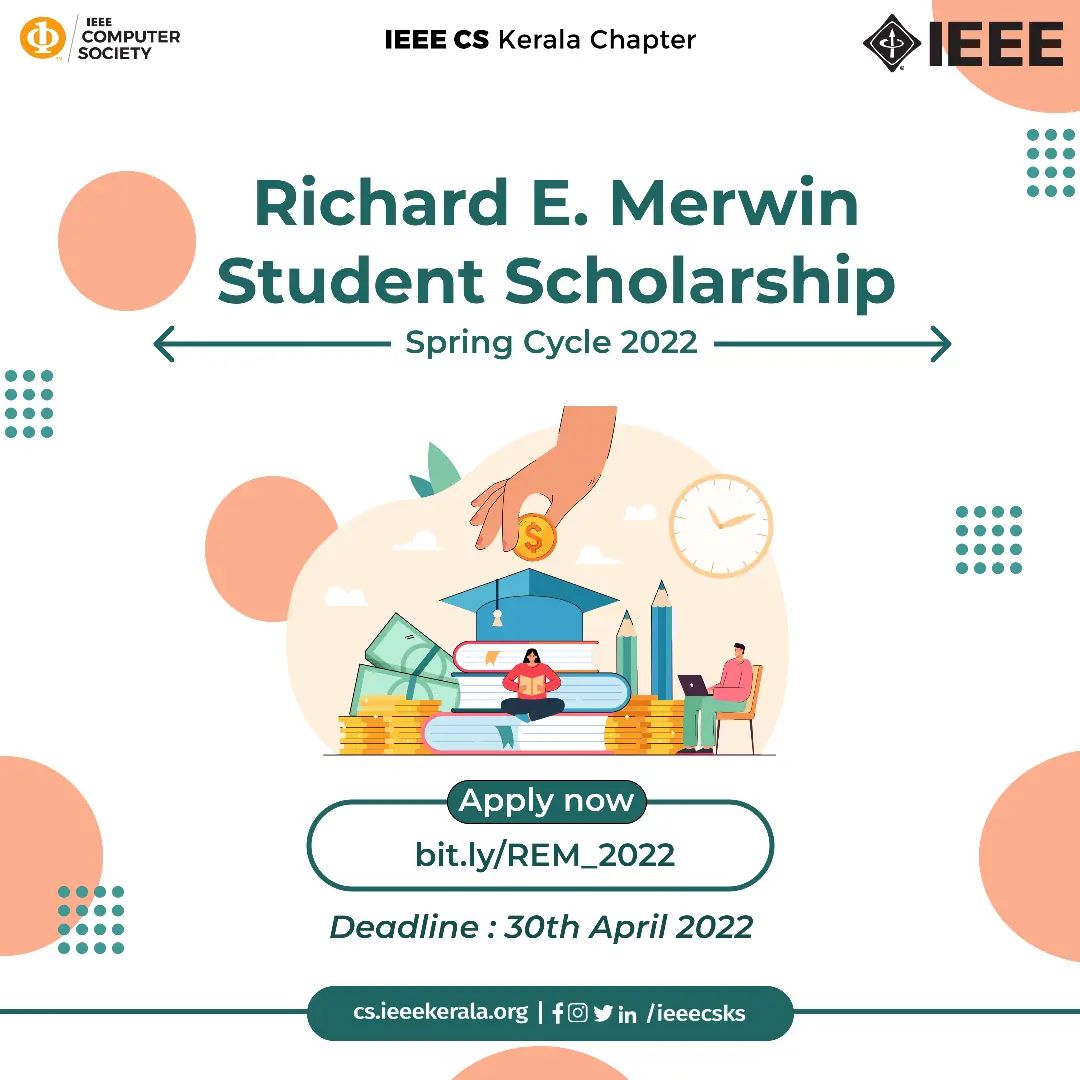 IEEE
COMPUTER
SOCIETY
IEEE CS Kerala Chapter
IEEE
Richard E. Merwin
Student Scholarship
Spring Cycle 2022
$
Apply now
bit.ly/REM_2022
Deadline : 30th April 2022
cs.ieeekerala.org | /ieeecsks